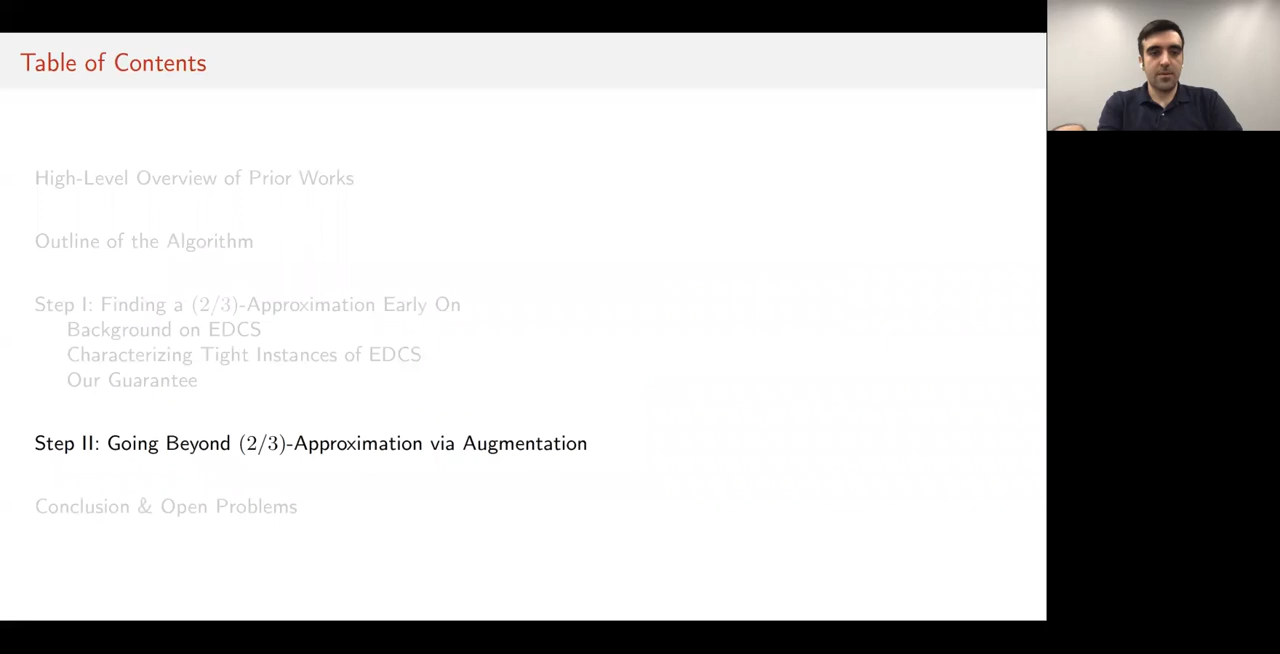 Table of Contents
High-Level Overview of Prior Works
Outline of the Algorithm
Step I: Finding a (2/3)-Approximation Early On
Background on EDCS
Characterizing Tight Instances of EDCS
Our Guarantee
Step II: Going Beyond (2/3)-Approximation via Augmentation
Conclusion & Open Problems